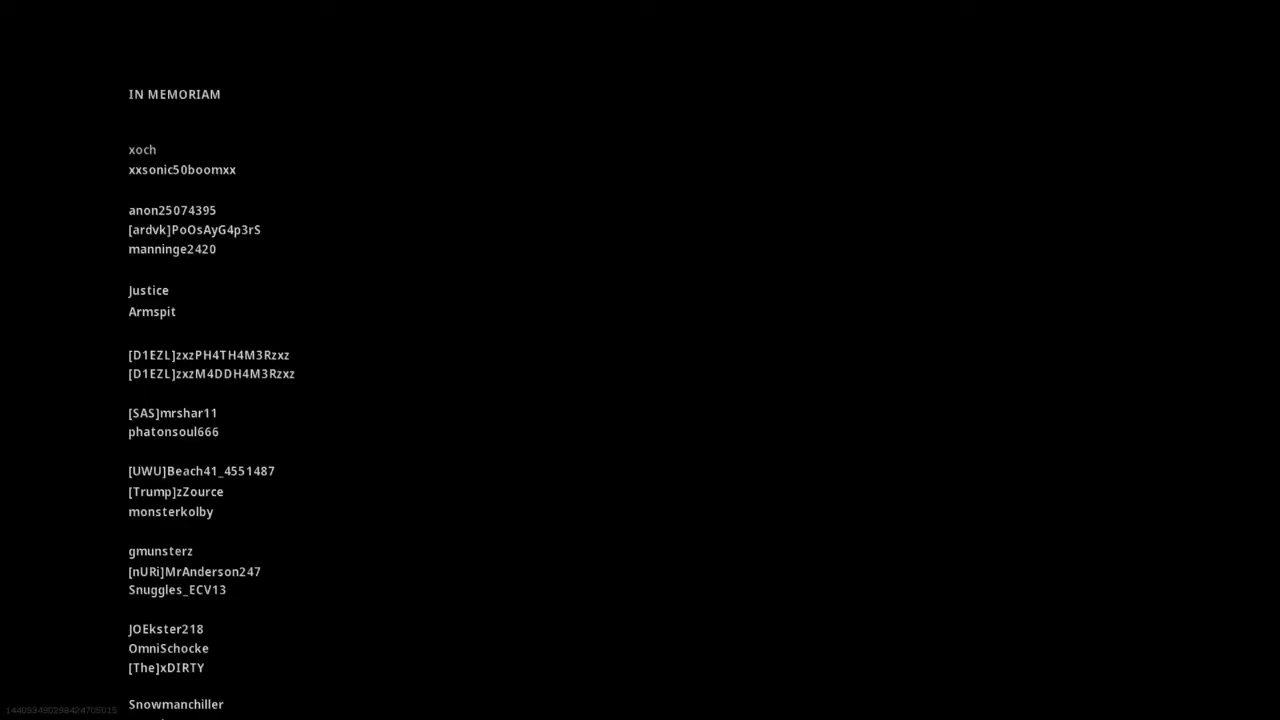 IN MEMORIAM
xoch
xxsonic50boomxx
anon25074395
[ardvk]PoOsAyG4p3rS
manninge2420
Justice
Armspit
[D1EZL]zxzPH4TH4M3Rzxz
[D1EZL]zxzM4DDH4M3Rzxz
[SAS]mrshar11
phatonsoul666
[UWU]Beach41_4551487
[Trump]zZource
monsterkolby
gmunsterz
[nURi]MrAnderson247
Snuggles_ECV13
JOEkster218
OmniSchocke
[The]xDIRTY
Snowmanchiller